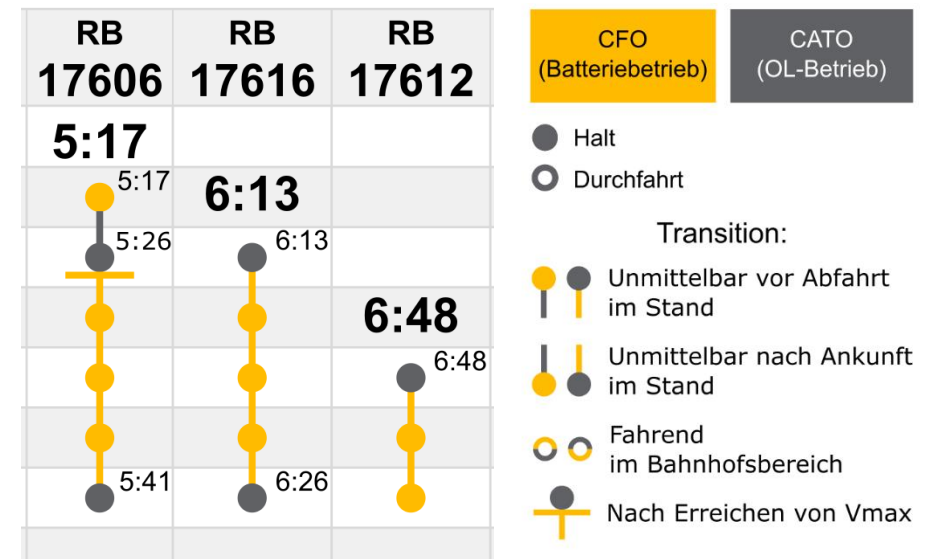 RB
17606
RB
17616
RB
17612
5:17
5:17
6:13
5:26
6:13
6:48
6:48
5:41
6:26
CFO
(Batteriebetrieb)
CATO
(OL-Betrieb)
Halt
Durchfahrt
Transition:
Unmittelbar vor Abfahrt
im Stand
Unmittelbar nach Ankunft
im Stand
Fahrend
im Bahnhofsbereich
Nach Erreichen von Vmax